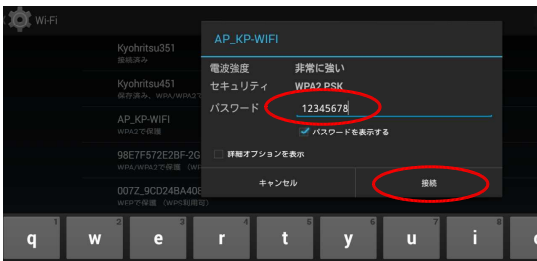 Wi-Fi
Kyohritsu351
接続済み
Kyohritsu451
保存済み、WPA/WPA2で
AP_KP-WIFI
WPA2で保護
98E7F572E2BF-2G
WPA/WPA2で保護 (WP
007Z_9CD24BA408
WEPで保護 (WPS利用可)
AP_KP-WIFI
電波強度 非常に強い
セキュリティ WPA2 PSK
パスワード 12345678
パスワードを表示する
詳細オプションを表示
キャンセル 接続
1 2 3 4 5 6 7 8
q w e r t y u i